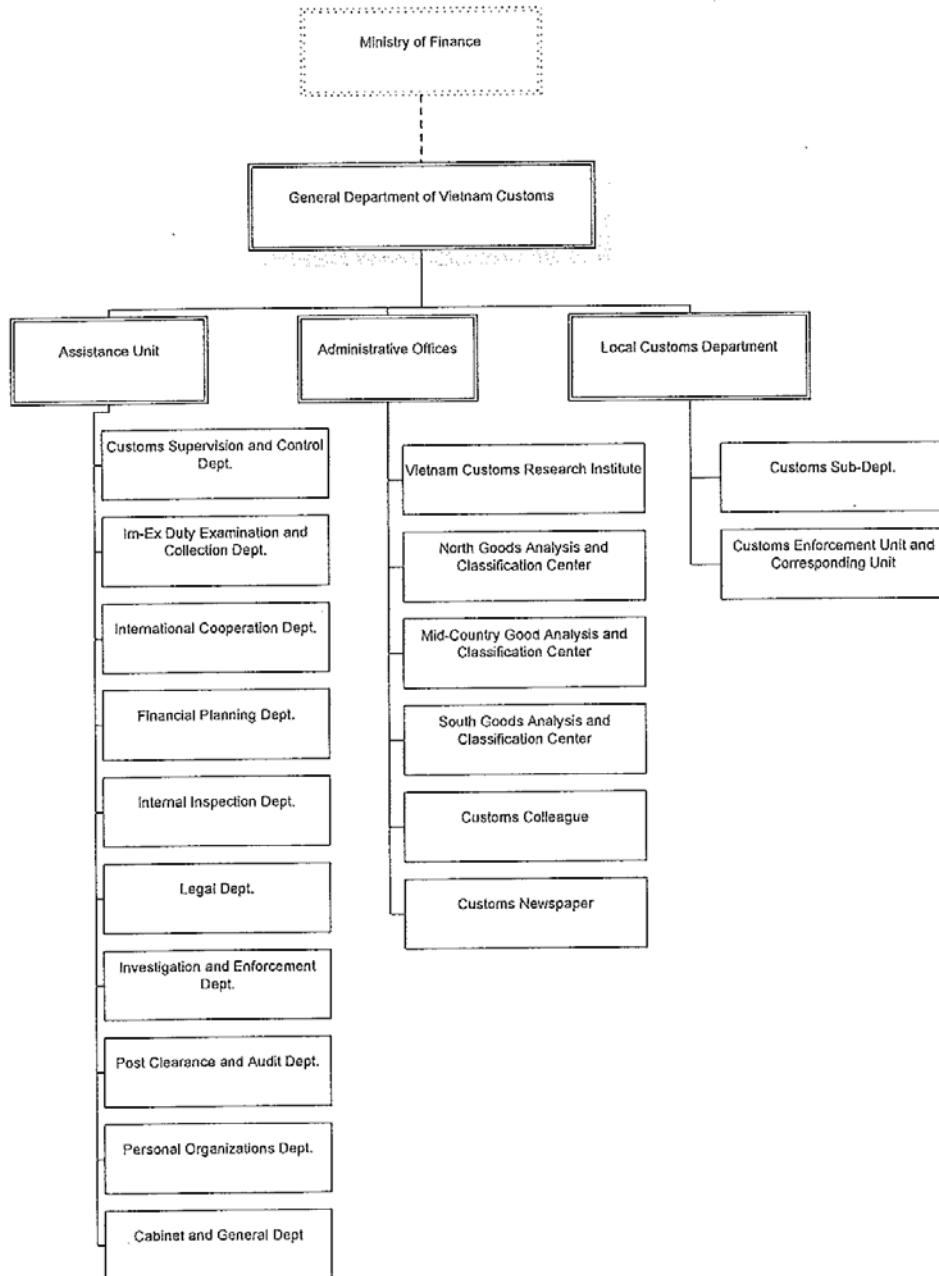 Ministry of Finance
General Department of Vietnam Customs
Assistance Unit
Administrative Offices
Local Customs Department
Customs Supervision and Control
Dept.
Im-Ex Duty Examination and
Collection Dept.
International Cooperation Dept.
Financial Planning Dept.
Internal Inspection Dept.
Legal Dept.
Investigation and Enforcement
Dept.
Post Clearance and Audit Dept.
Personal Organizations Dept.
Cabinet and General Dept
Vietnam Customs Research Institute
North Goods Analysis and
Classification Center
Mid-Country Good Analysis and
Classification Center
South Goods Analysis and
Classification Center
Customs Colleague
Customs Newspaper
Customs Sub-Dept.
Customs Enforcement Unit and
Corresponding Unit